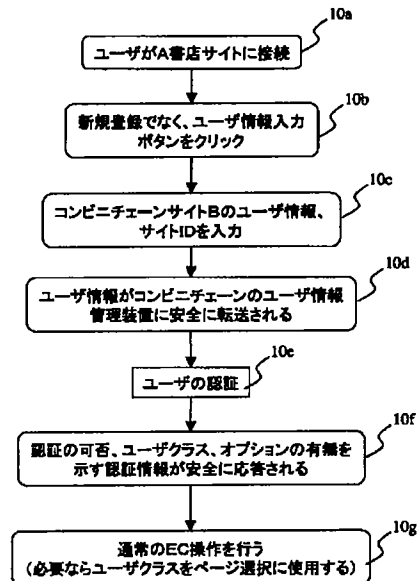 10a
ユーザがA書店サイトに接続
10b
新規登録でなく、ユーザ情報入力
ボタンをクリック
10c
コンビニチェーンサイトBのユーザ情報、
サイトIDを入力
10d
ユーザ情報がコンビニチェーンのユーザ情報
管理装置に安全に転送される
10e
ユーザの認証
10f
認証の可否、ユーザクラス、オプションの有無を
示す認証情報が安全に応答される
10g
通常のEC操作を行う
(必要ならユーザクラスをページ選択に使用する)